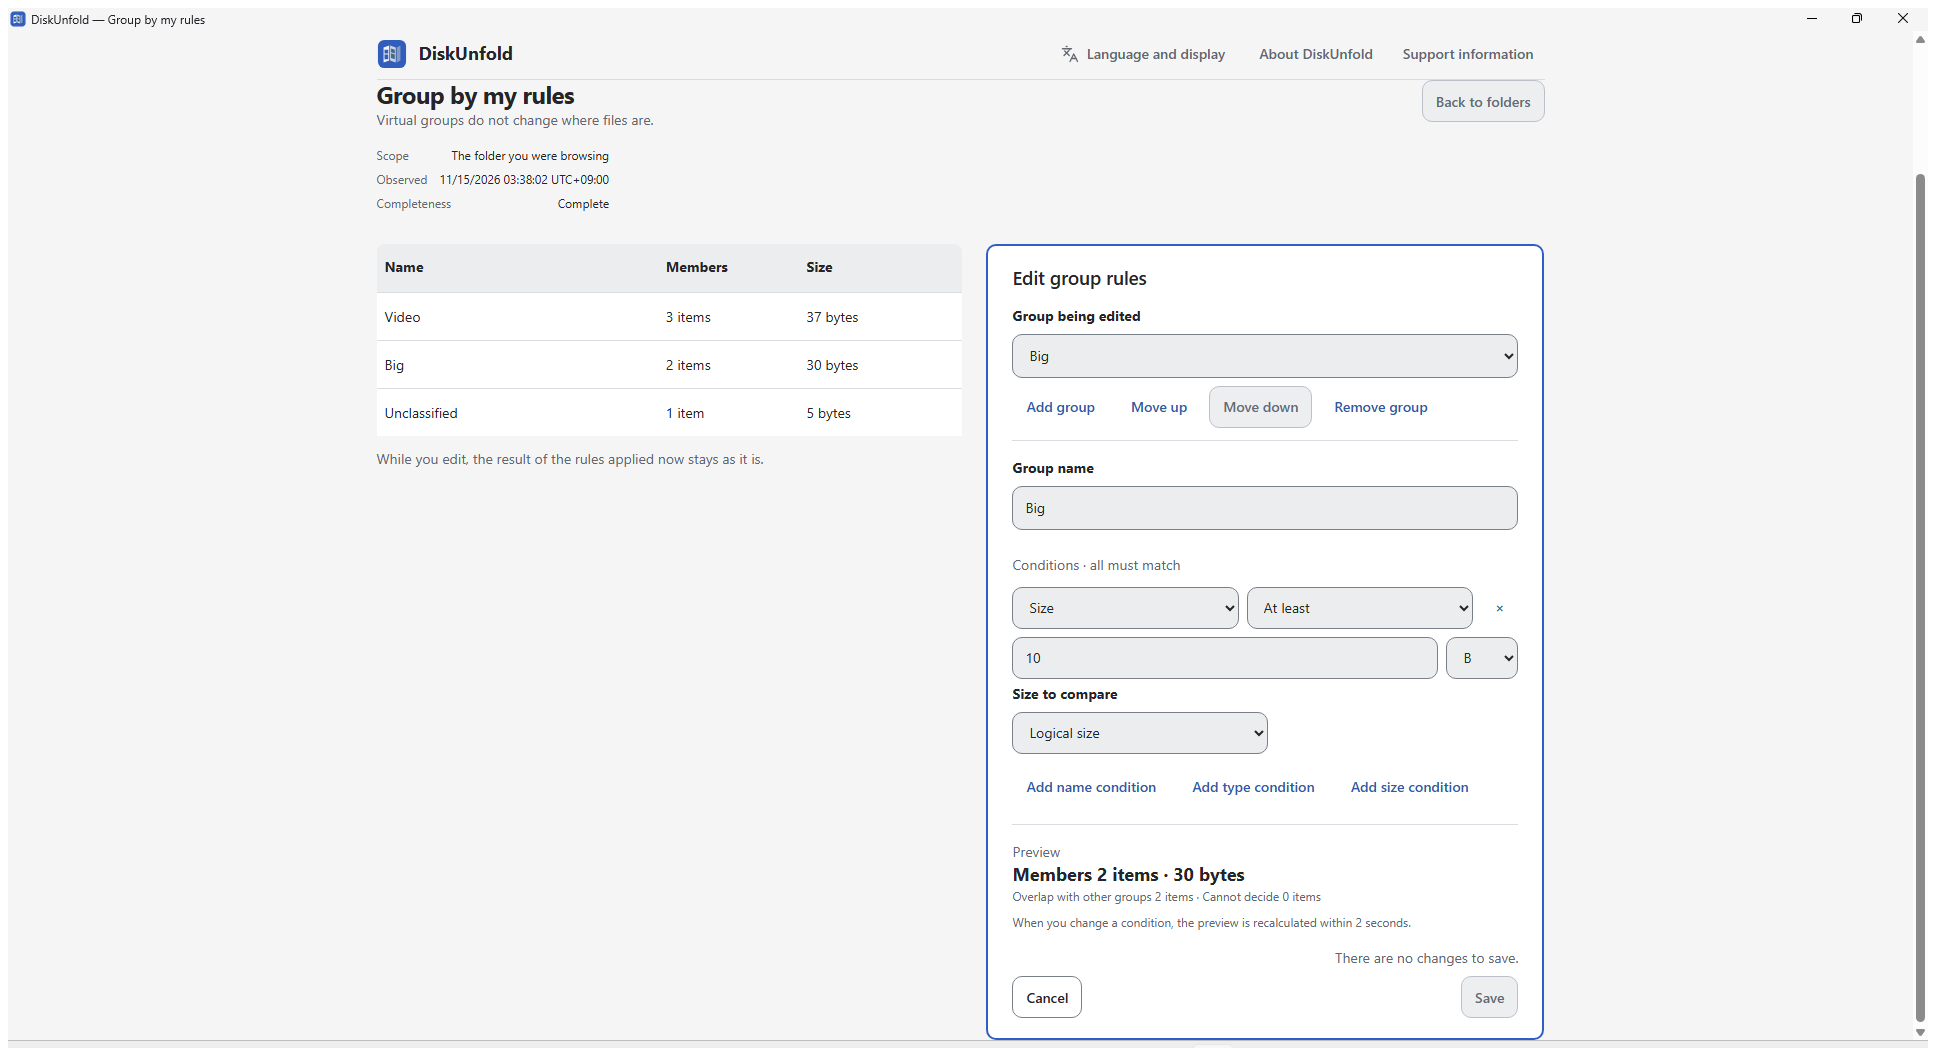 DiskUnfold — Group by my rules
DiskUnfold
Language and display
About DiskUnfold
Support information
Group by my rules
Back to folders
Virtual groups do not change where files are.
Scope The folder you were browsing
Observed 11/15/2026 03:38:02 UTC+09:00
Completeness Complete
Name Members Size
Video 3 items 37 bytes
Big 2 items 30 bytes
Unclassified 1 item 5 bytes
While you edit, the result of the rules applied now stays as it is.
Edit group rules
Group being edited
Big
Add group Move up Move down Remove group
Group name
Big
Conditions · all must match
Size At least ×
10 B
Size to compare
Logical size
Add name condition Add type condition Add size condition
Preview
Members 2 items · 30 bytes
Overlap with other groups 2 items · Cannot decide 0 items
When you change a condition, the preview is recalculated within 2 seconds.
There are no changes to save.
Cancel Save